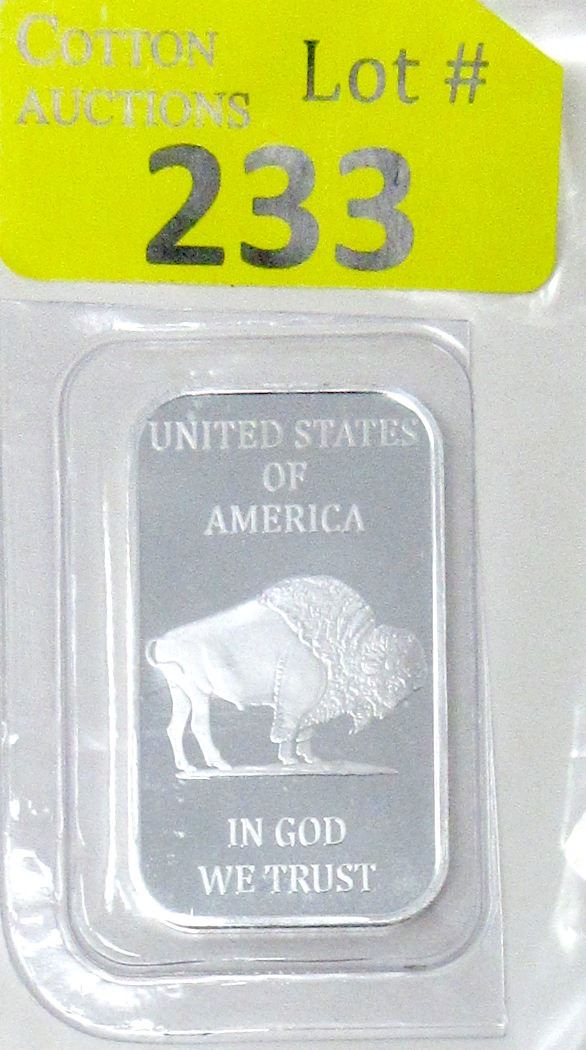 COTTON
AUCTIONS
Lot #
233
UNITED STATES
OF
AMERICA
IN GOD
WE TRUST